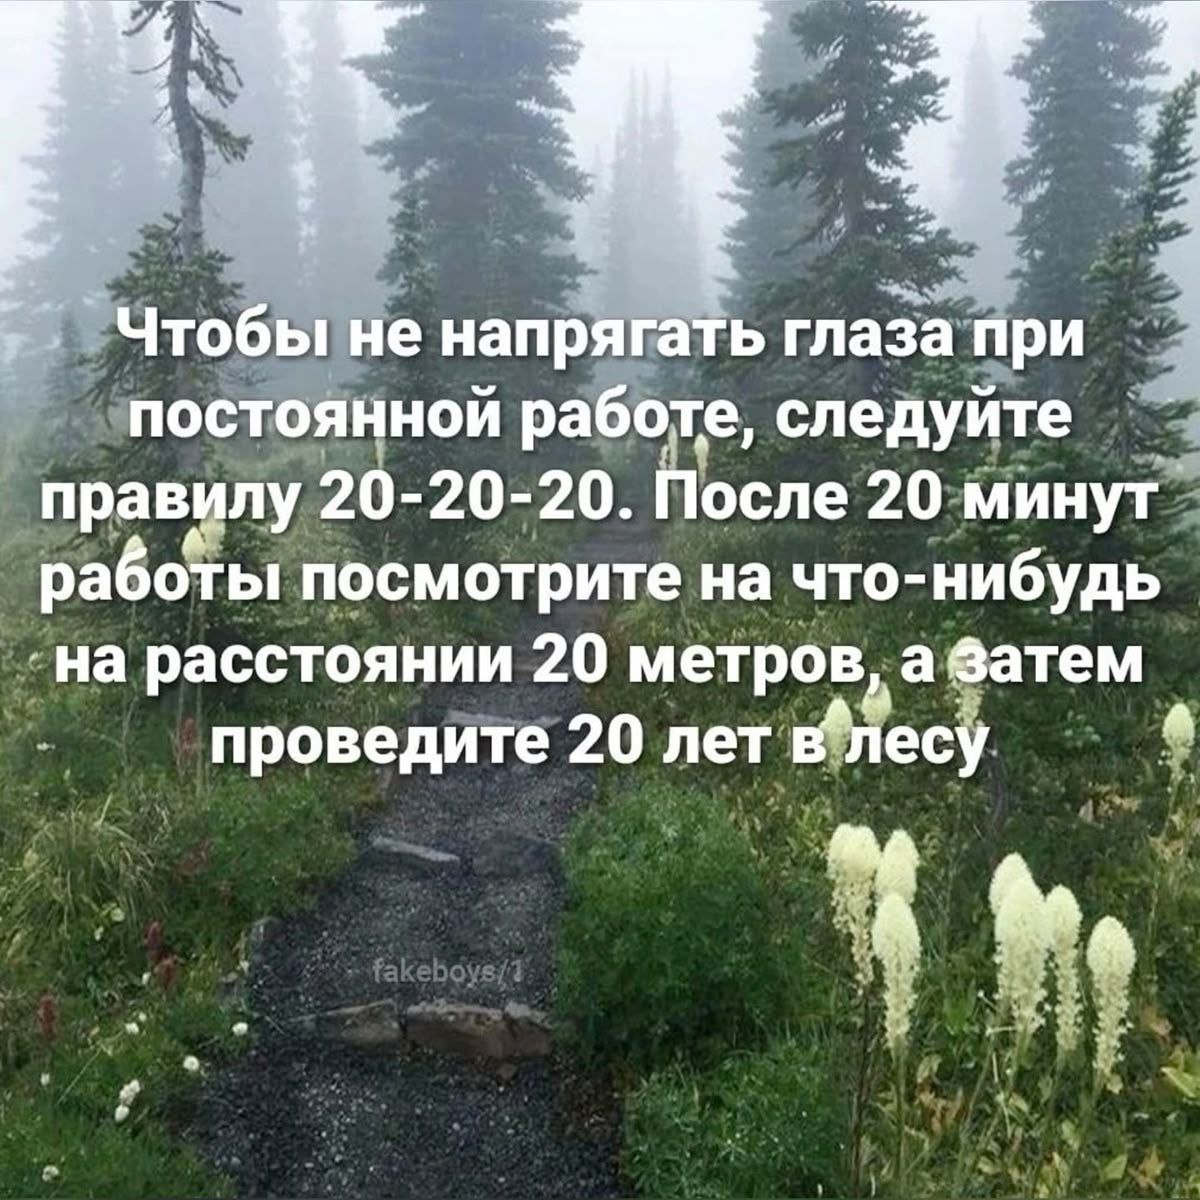 Чтобы не напрягать глаза при
постоянной работе, следуйте
правилу 20-20-20. После 20 минут
работы посмотрите на что-нибудь
на расстоянии 20 метров, а затем
проведите 20 лет в лесу
fakeboys/1